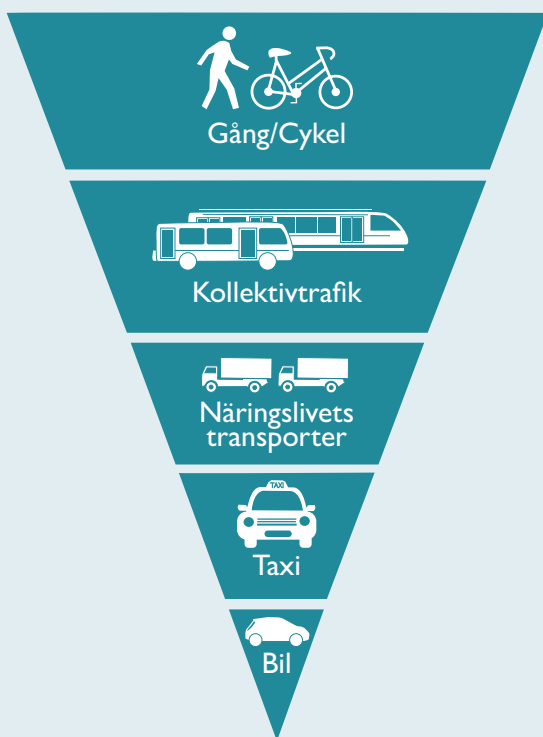 Gång/Cykel
Kollektivtrafik
Näringslivets
transporter
TAXI
Taxi
Bil